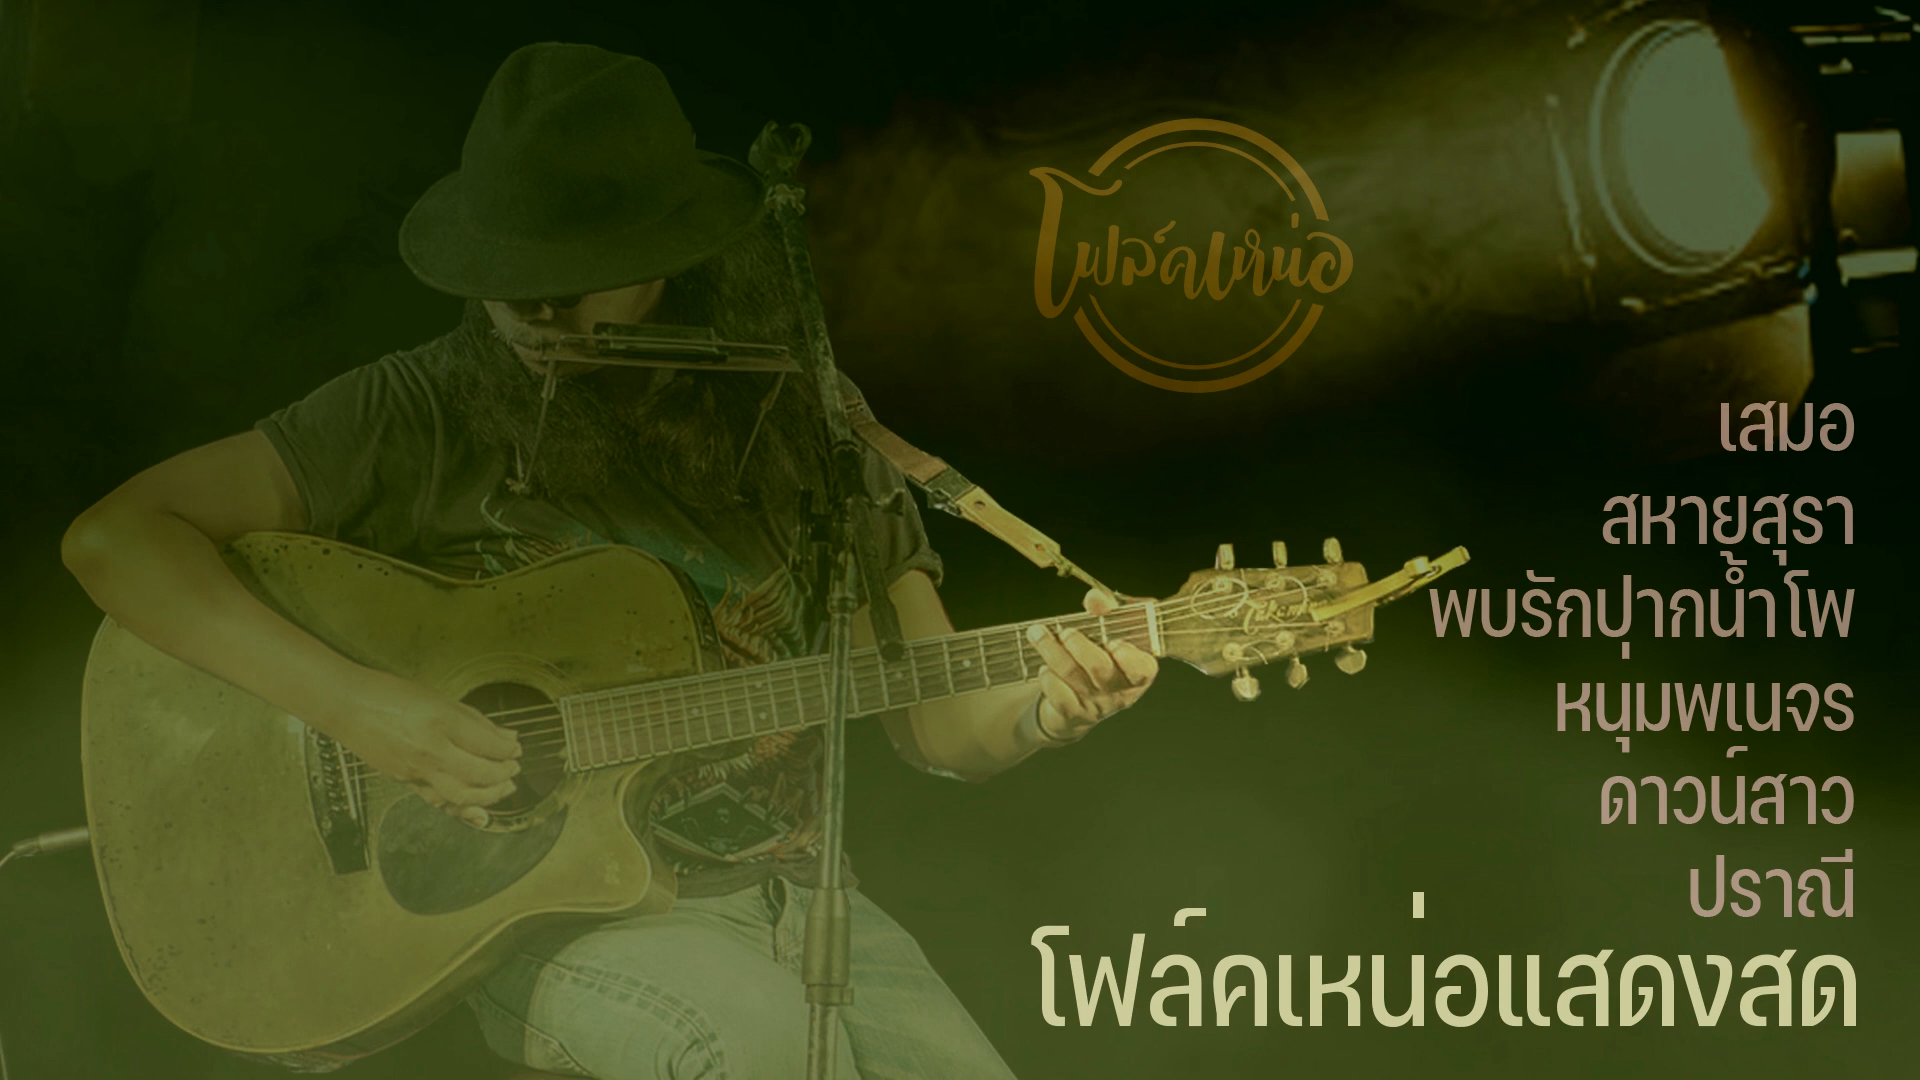 โฟล์คเหน่อ
เสมอ
สหายสุรา
พบรักปากน้ำโพ
หนุ่มพเนจร
ดาวน์สาว
ปราณี
โฟล์คเหน่อแสดงสด